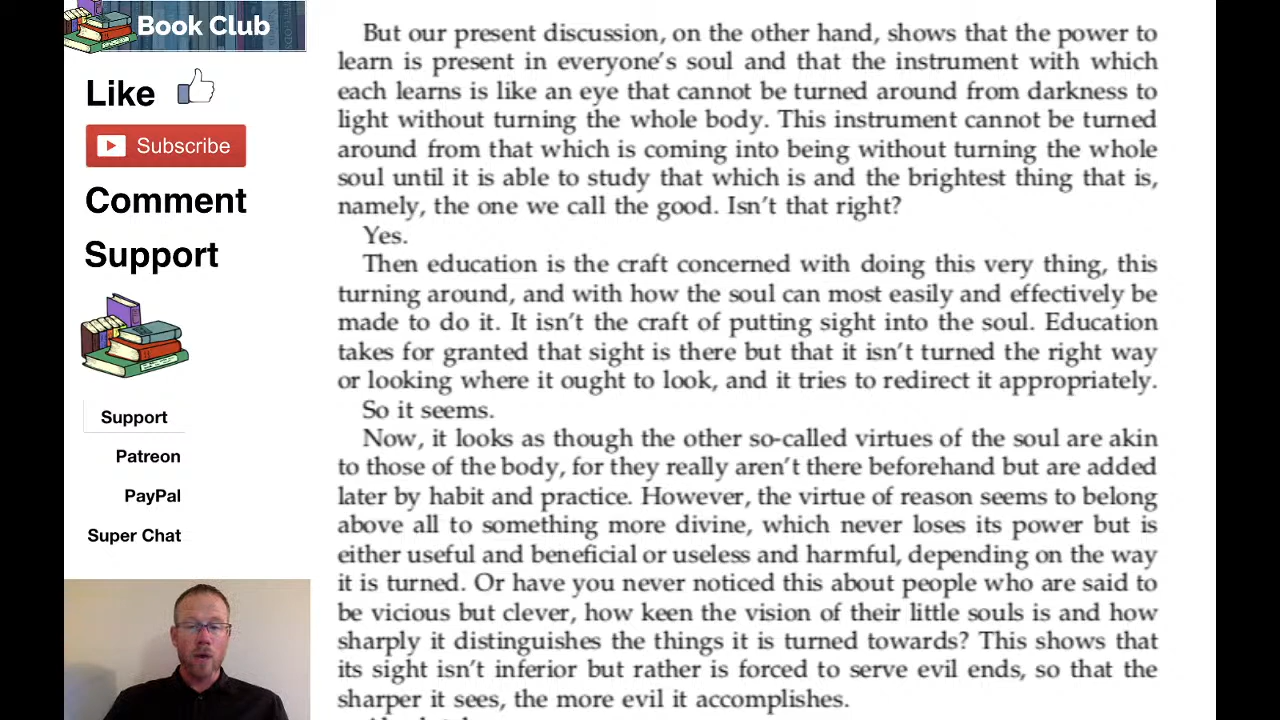 Book Club
Like
Subscribe
Comment
Support
Support
Patreon
PayPal
Super Chat
But our present discussion, on the other hand, shows that the power to
learn is present in everyone's soul and that the instrument with which
each learns is like an eye that cannot be turned around from darkness to
light without turning the whole body. This instrument cannot be turned
around from that which is coming into being without turning the whole
soul until it is able to study that which is and the brightest thing that is,
namely, the one we call the good. Isn't that right?
Yes.
Then education is the craft concerned with doing this very thing, this
turning around, and with how the soul can most easily and effectively be
made to do it. It isn't the craft of putting sight into the soul. Education
takes for granted that sight is there but that it isn't turned the right way
or looking where it ought to look, and it tries to redirect it appropriately.
So it seems.
Now, it looks as though the other so-called virtues of the soul are akin
to those of the body, for they really aren't there beforehand but are added
later by habit and practice. However, the virtue of reason seems to belong
above all to something more divine, which never loses its power but is
either useful and beneficial or useless and harmful, depending on the way
it is turned. Or have you never noticed this about people who are said to
be vicious but clever, how keen the vision of their little souls is and how
sharply it distinguishes the things it is turned towards? This shows that
its sight isn't inferior but rather is forced to serve evil ends, so that the
sharper it sees, the more evil it accomplishes.